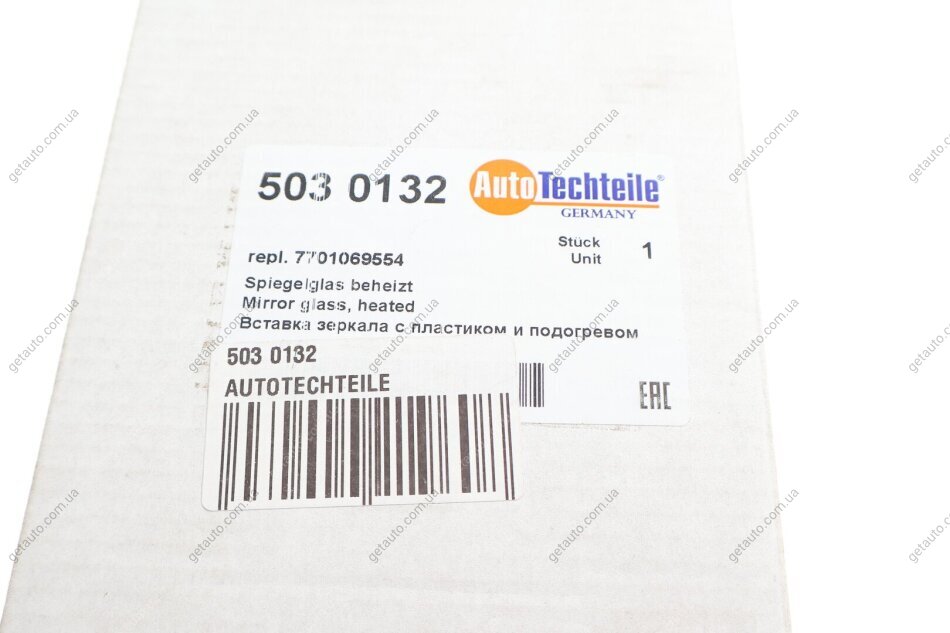 503 0132
AutoTechteile®
GERMANY
Stück 1
Unit
repl. 7701069554
Spiegelglas beheizt
Mirror glass, heated
Вставка зеркала с пластиком и подогревом
503 0132
AUTOTECHTEILE
EAC
getauto.com.ua